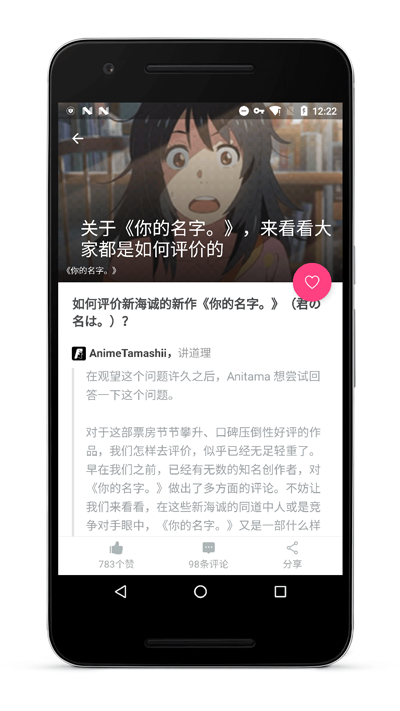 12:22
关于《你的名字。》，来看看大
家都是如何评价的
《你的名字。》
如何评价新海诚的新作《你的名字。》（君の
名は。）？
AnimeTamashii，讲道理
在观望这个问题许久之后，Anitama 想尝试回
答一下这个问题。
对于这部票房节节攀升、口碑压倒性好评的作
品，我们怎样去评价，似乎已经无足轻重了。
早在我们之前，已经有无数的知名创作者，对
《你的名字。》做出了多方面的评论。不妨让
我们来看看，在这些新海诚的同道中人或是竞
争对手眼中，《你的名字。》又是一部什么样
783个赞
98条评论
分享